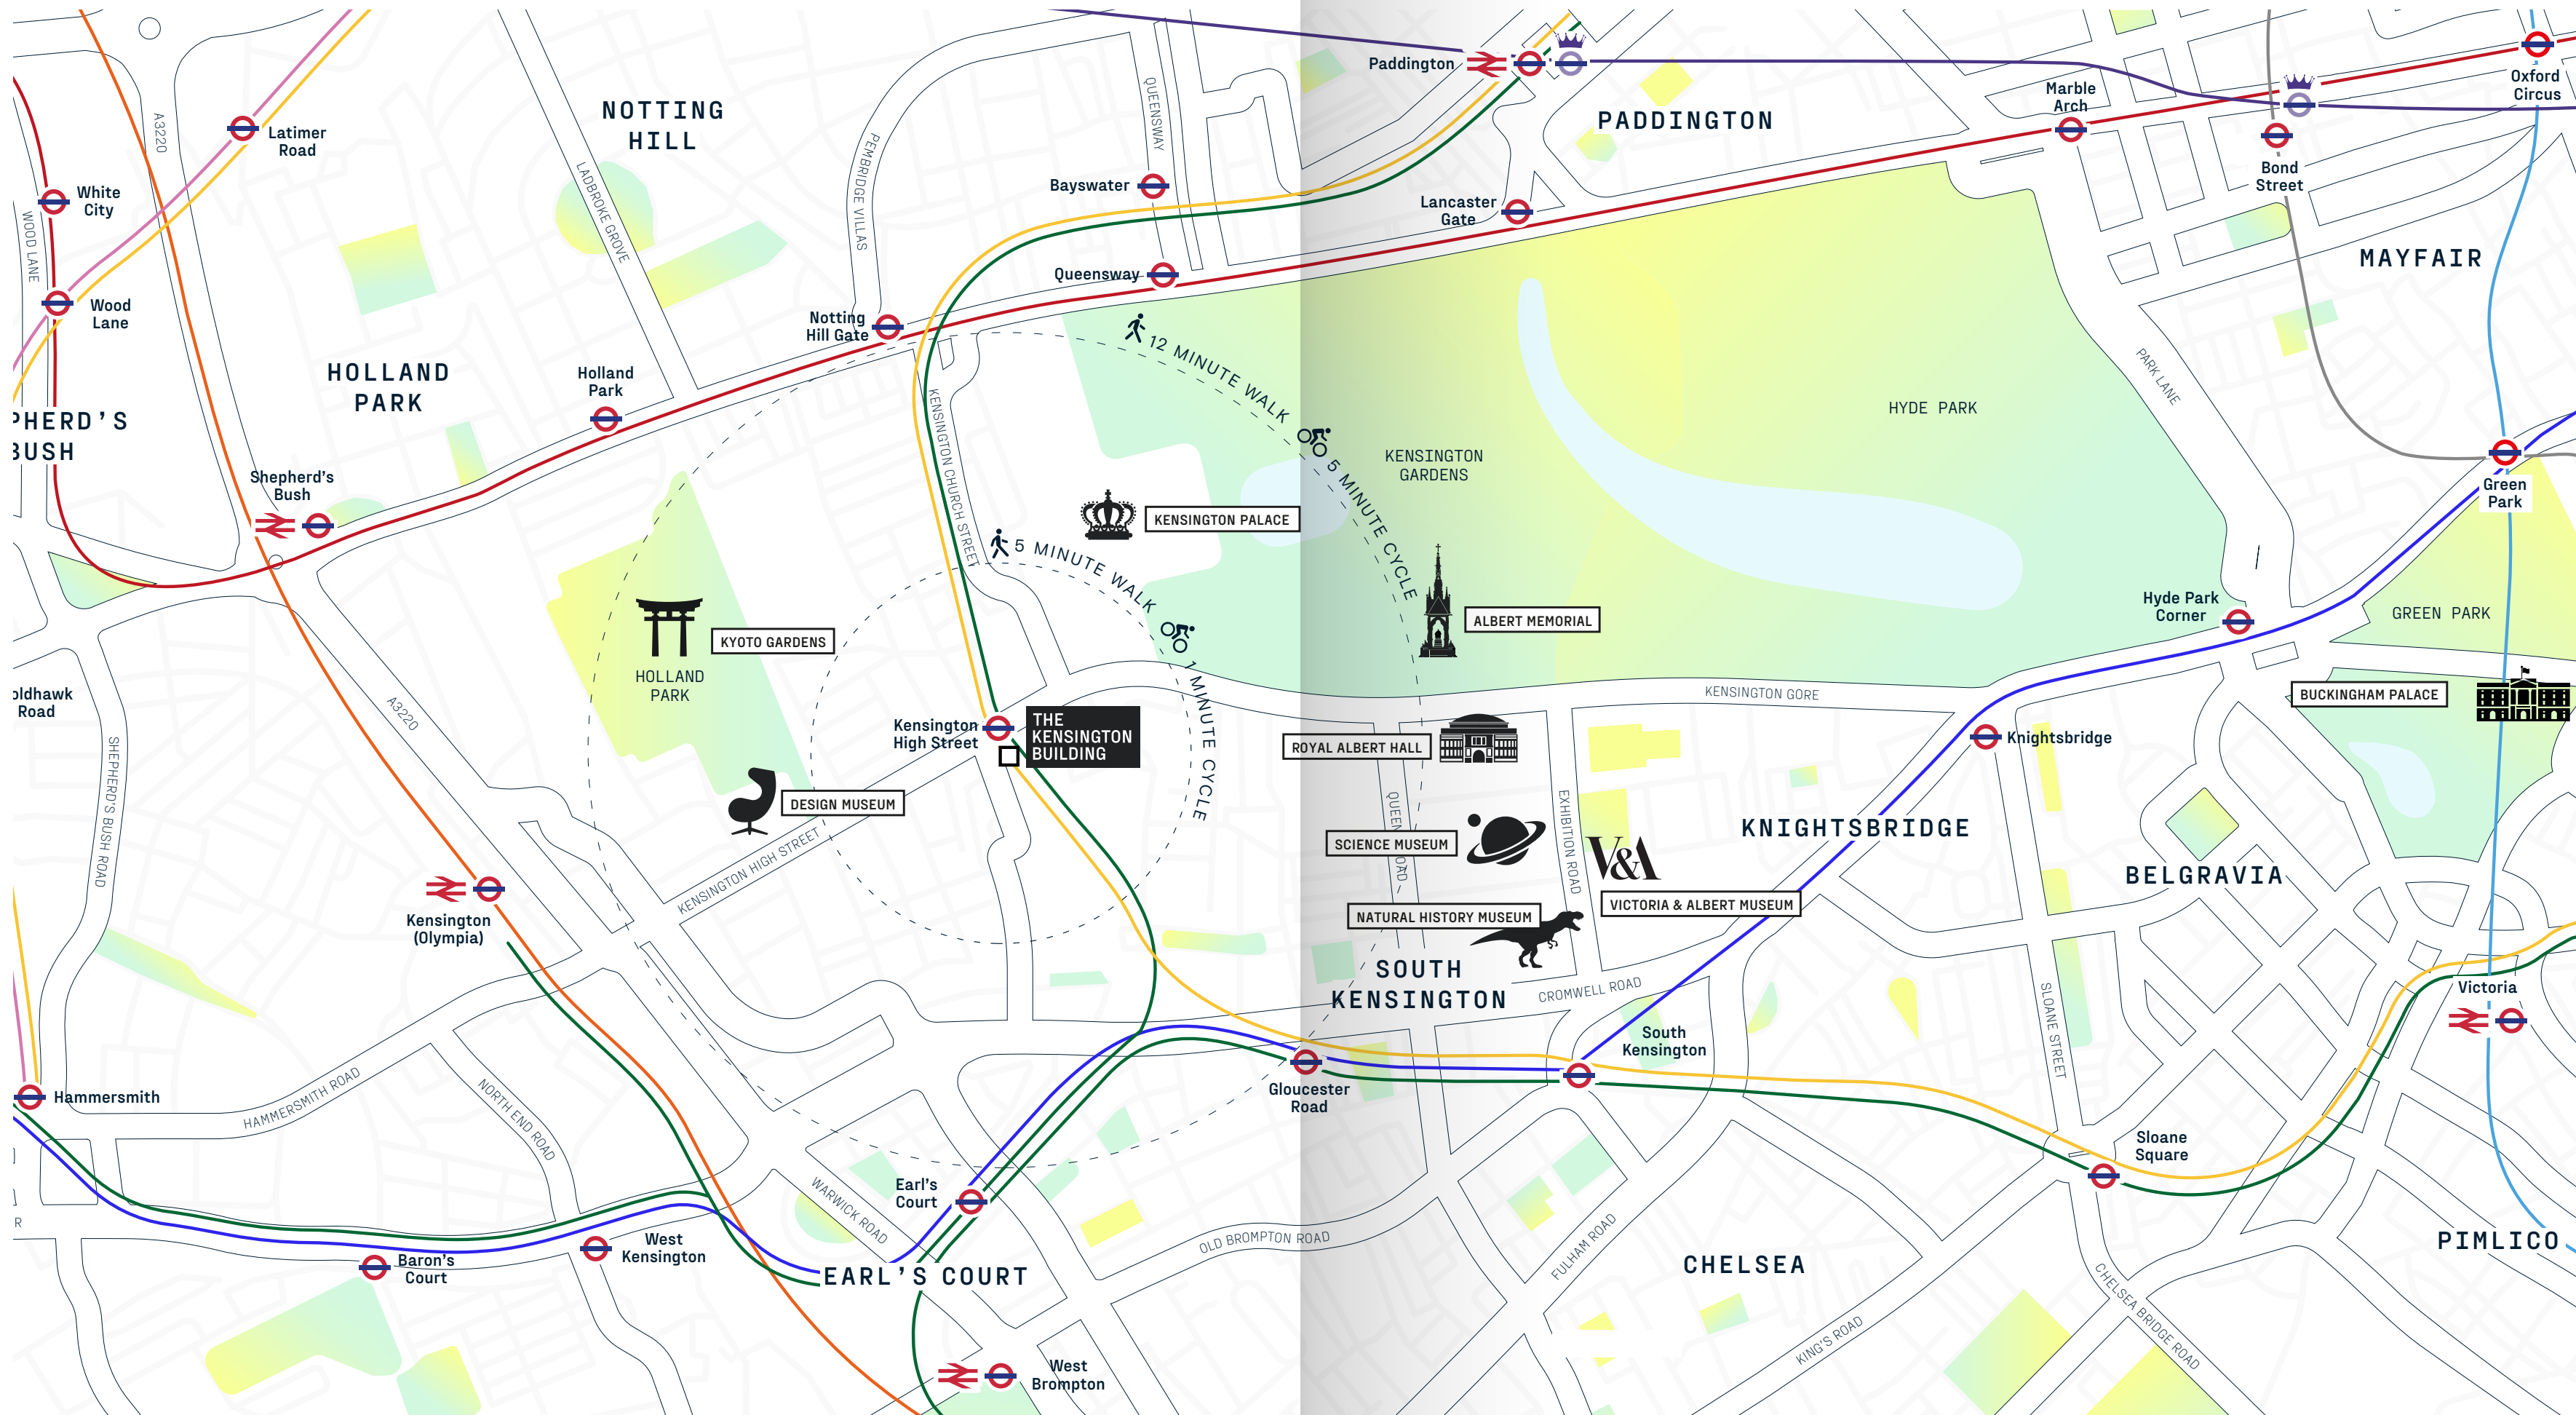 Paddington
Oxford
Circus
Marble
Arch
A3220
Latimer
Road
NOTTING
HILL
QUEENSWAY
PADDINGTON
PEMBRIDGE VILLAS
Bayswater
Bond
Street
White
City
WOOD LANE
LADBROKE GROVE
Lancaster
Gate
MAYFAIR
Queensway
Wood
Lane
Notting
Hill Gate
12 MINUTE WALK
HOLLAND
PARK
Holland
Park
PARK LANE
HYDE PARK
PHERD'S
BUSH
KENSINGTON CHURCH STREET
5 MINUTE CYCLE
KENSINGTON
GARDENS
Shepherd's
Bush
Green
Park
KENSINGTON PALACE
5 MINUTE WALK
Hyde Park
Corner
GREEN PARK
ALBERT MEMORIAL
KYOTO GARDENS
HOLLAND
PARK
1 MINUTE CYCLE
KENSINGTON GORE
BUCKINGHAM PALACE
oldhawk
Road
A3220
Kensington
High Street
THE
KENSINGTON
BUILDING
ROYAL ALBERT HALL
Knightsbridge
SHEPHERD'S BUSH ROAD
DESIGN MUSEUM
EXHIBITION ROAD
KNIGHTSBRIDGE
SCIENCE MUSEUM
V&A
KENSINGTON HIGH STREET
BELGRAVIA
VICTORIA & ALBERT MUSEUM
NATURAL HISTORY MUSEUM
Kensington
(Olympia)
SOUTH
KENSINGTON
CROMWELL ROAD
SLOANE STREET
Victoria
South
Kensington
Hammersmith
HAMMERSMITH ROAD
NORTH END ROAD
Gloucester
Road
Sloane
Square
Earl's
Court
WARWICK ROAD
R
West
Kensington
OLD BROMPTON ROAD
FULHAM ROAD
PIMLICO
Baron's
Court
EARL'S COURT
CHELSEA
CHELSEA BRIDGE ROAD
KING'S ROAD
West
Brompton